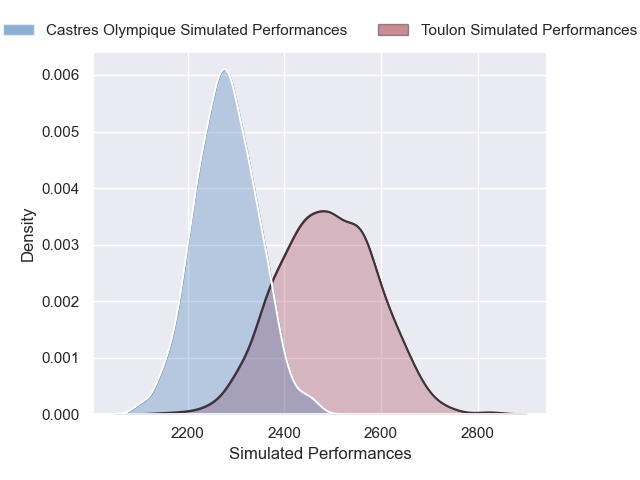 Castres Olympique Simulated Performances
Toulon Simulated Performances
0.006
0.005
0.004
0.003
0.002
0.001
0.000
Density
2200 2400 2600 2800
Simulated Performances